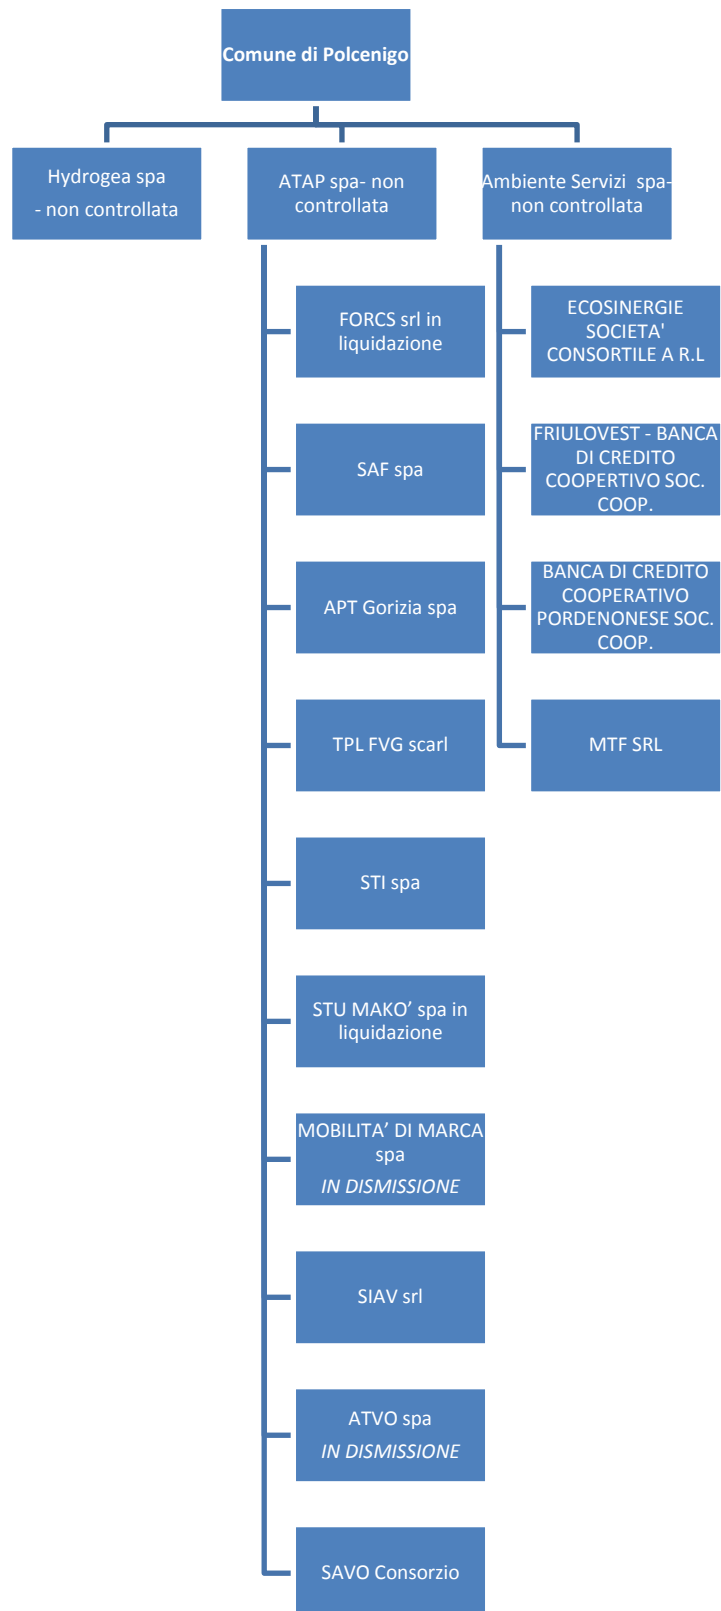 Comune di Polcenigo
Hydrogea spa
- non controllata
ATAP spa- non
controllata
Ambiente Servizi  spa-
non controllata
FORCS srl in
liquidazione
SAF spa
APT Gorizia spa
TPL FVG scarl
STI spa
STU MAKO’ spa in
liquidazione
MOBILITA’ DI MARCA
spa
IN DISMISSIONE
SIAV srl
ATVO spa
IN DISMISSIONE
SAVO Consorzio
ECOSINERGIE
SOCIETA'
CONSORTILE A R.L
FRIULOVEST - BANCA
DI CREDITO
COOPERTIVO SOC.
COOP.
BANCA DI CREDITO
COOPERATIVO
PORDENONESE SOC.
COOP.
MTF SRL